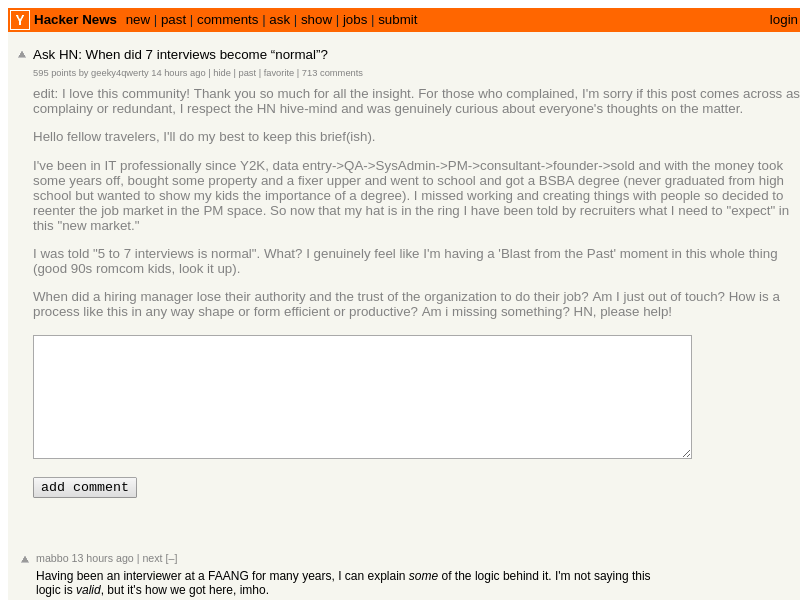 Y Hacker News new | past | comments | ask | show | jobs | submit login
Ask HN: When did 7 interviews become “normal”?
595 points by geeky4qwerty 14 hours ago | hide | past | favorite | 713 comments
edit: I love this community! Thank you so much for all the insight. For those who complained, I'm sorry if this post comes across as
complainy or redundant, I respect the HN hive-mind and was genuinely curious about everyone's thoughts on the matter.
Hello fellow travelers, I'll do my best to keep this brief(ish).
I've been in IT professionally since Y2K, data entry->QA->SysAdmin->PM->consultant->founder->sold and with the money took
some years off, bought some property and a fixer upper and went to school and got a BSBA degree (never graduated from high
school but wanted to show my kids the importance of a degree). I missed working and creating things with people so decided to
reenter the job market in the PM space. So now that my hat is in the ring I have been told by recruiters what I need to "expect" in
this "new market."
I was told "5 to 7 interviews is normal". What? I genuinely feel like I'm having a 'Blast from the Past' moment in this whole thing
(good 90s romcom kids, look it up).
When did a hiring manager lose their authority and the trust of the organization to do their job? Am I just out of touch? How is a
process like this in any way shape or form efficient or productive? Am i missing something? HN, please help!
add comment
mabbo 13 hours ago | next [–]
Having been an interviewer at a FAANG for many years, I can explain some of the logic behind it. I'm not saying this
logic is valid, but it's how we got here, imho.